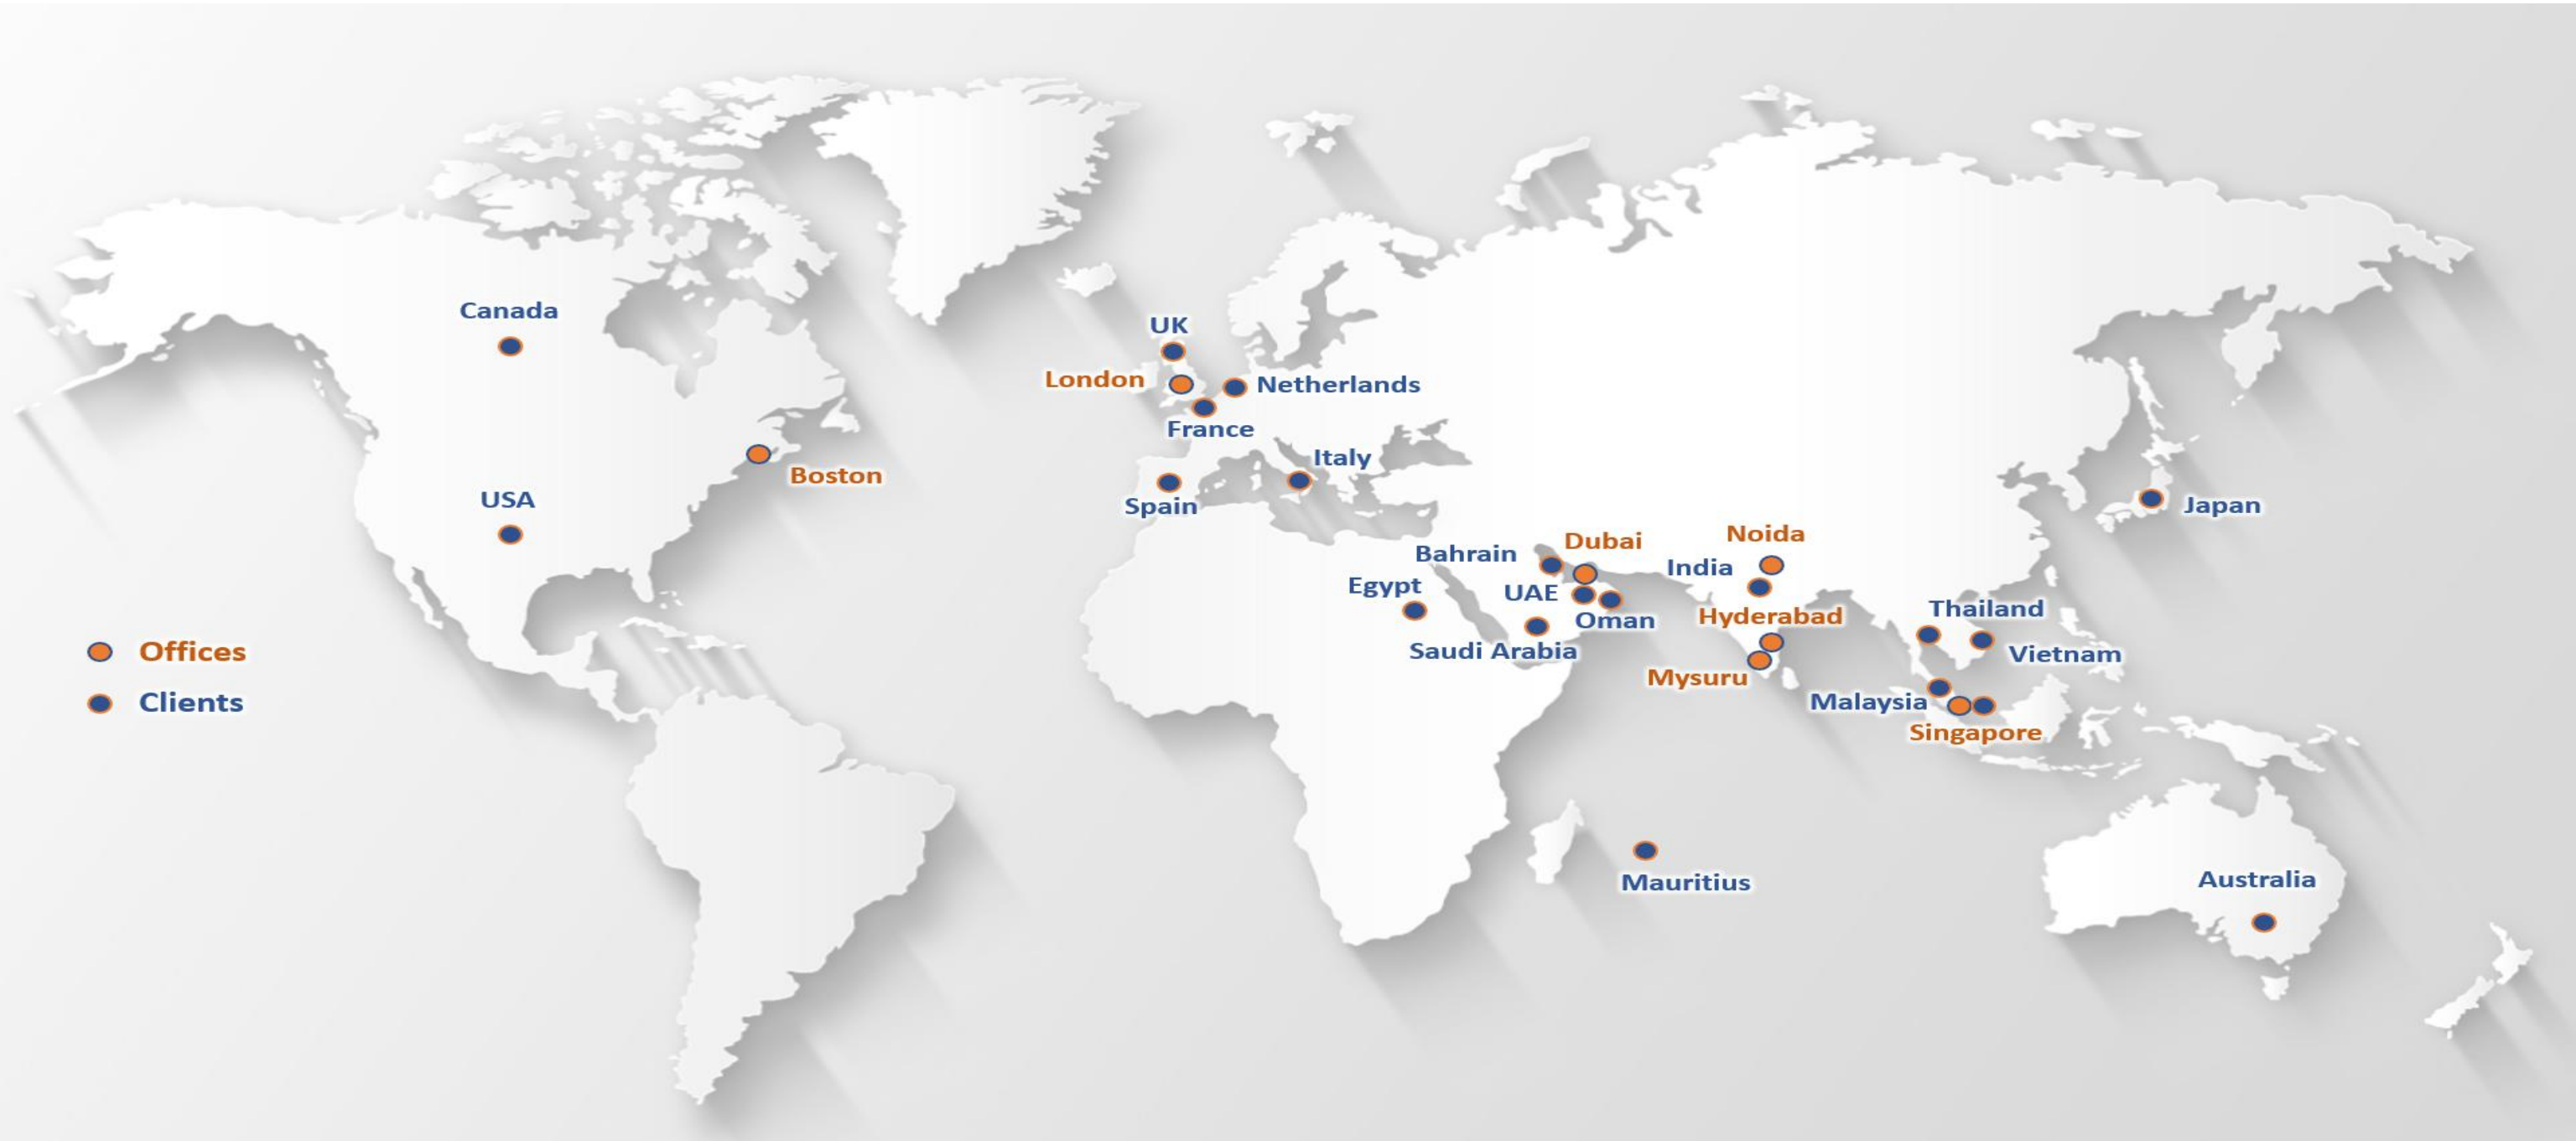 Canada
UK
London
Netherlands
France
Italy
Boston
Spain
USA
Japan
Noida
Dubai
Bahrain
India
Egypt
UAE
Thailand
Hyderabad
Oman
Saudi Arabia
Vietnam
Offices
Mysuru
Malaysia
Clients
Singapore
Australia
Mauritius